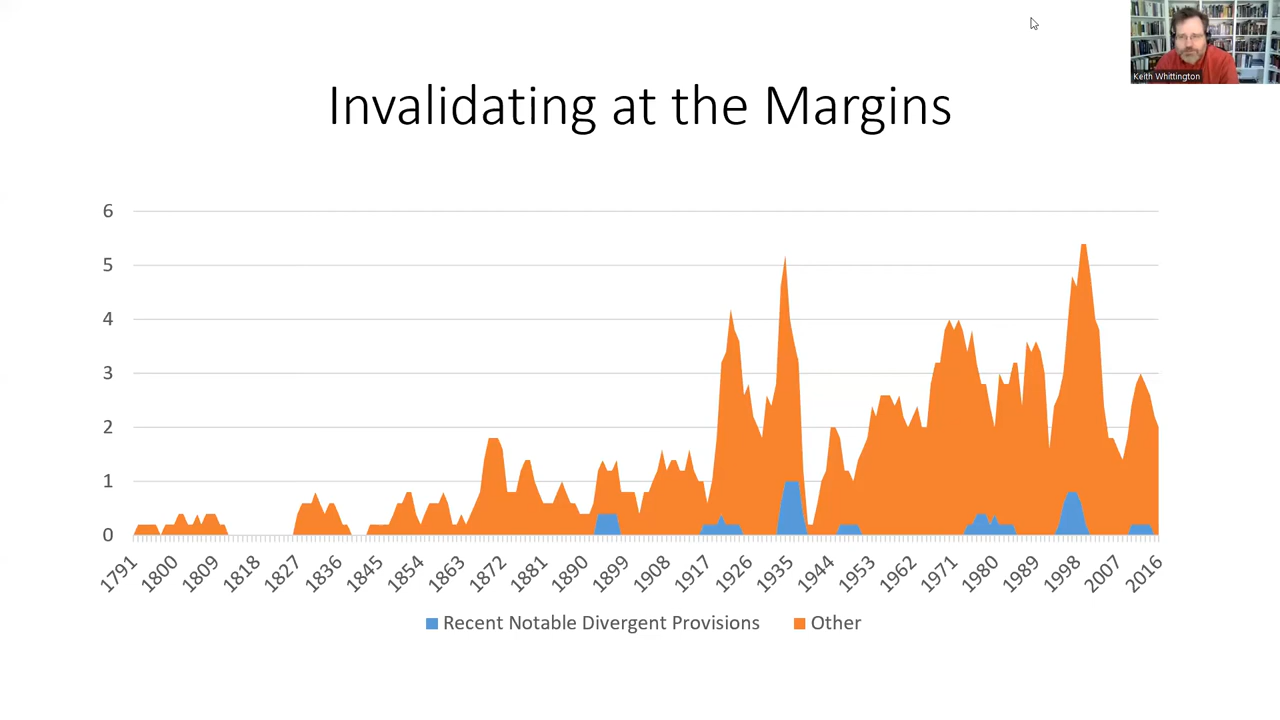 Keith Whittington
Invalidating at the Margins
6
5
4
3
2
1
0
1791 1800 1809 1818 1827 1836 1845 1854 1863 1872 1881 1890 1899 1908 1917 1926 1935 1944 1953 1962 1971 1980 1989 1998 2007 2016
Recent Notable Divergent Provisions Other